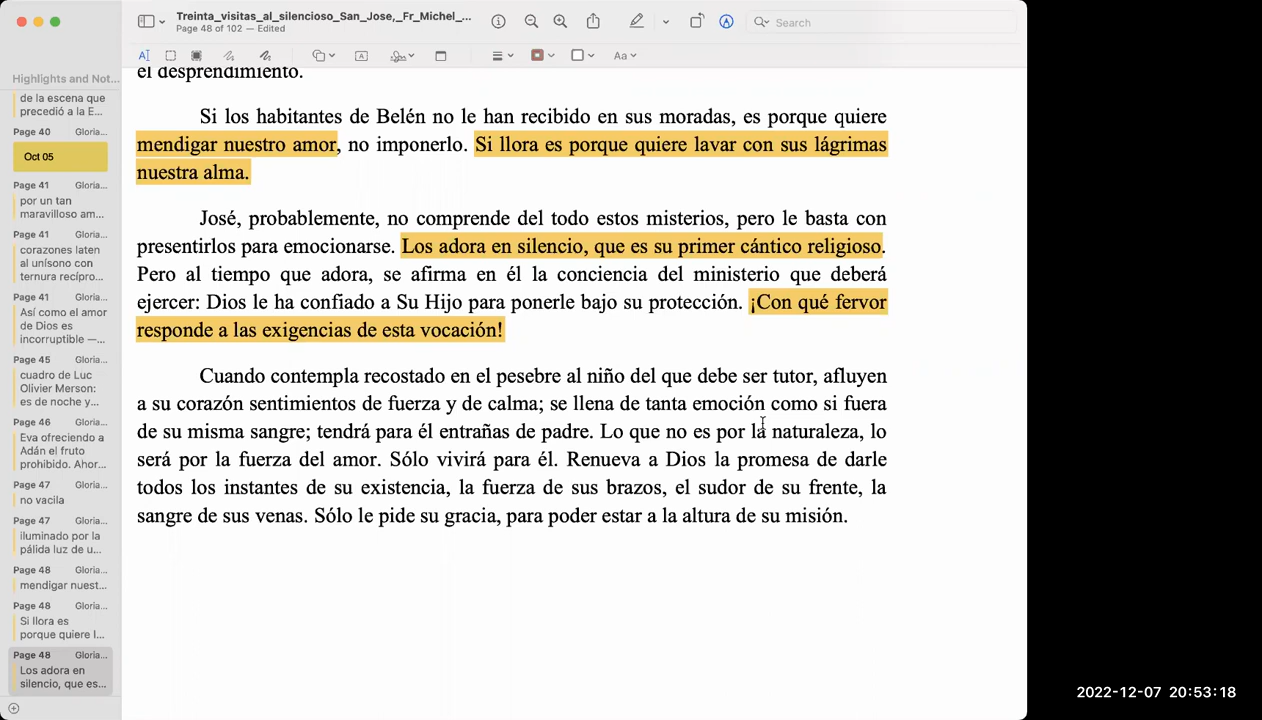 Treinta_visitas_al_silencioso_San_Jose,_Fr_Michel_...
Page 48 of 102 — Edited
Search
Aa
Highlights and Not...
de la escena que
precedió a la E...
Page 40 Gloria...
Oct 05
Page 41 Gloria...
por un tan
maravilloso am...
Page 41 Gloria...
corazones laten
al unísono con
ternura recípro...
Page 41 Gloria...
Así como el amor
de Dios es
incorruptible —...
Page 45 Gloria...
cuadro de Luc
Olivier Merson:
es de noche y...
Page 46 Gloria...
Eva ofreciendo a
Adán el fruto
prohibido. Ahor...
Page 47 Gloria...
no vacila
Page 47 Gloria...
iluminado por la
pálida luz de u...
Page 48 Gloria...
mendigar nuest...
Page 48 Gloria...
Si llora es
porque quiere l...
Page 48 Gloria...
Los adora en
silencio, que es...
el desprendimiento.
Si los habitantes de Belén no le han recibido en sus moradas, es porque quiere
mendigar nuestro amor, no imponerlo. Si llora es porque quiere lavar con sus lágrimas
nuestra alma.
José, probablemente, no comprende del todo estos misterios, pero le basta con
presentirlos para emocionarse. Los adora en silencio, que es su primer cántico religioso.
Pero al tiempo que adora, se afirma en él la conciencia del ministerio que deberá
ejercer: Dios le ha confiado a Su Hijo para ponerle bajo su protección. ¡Con qué fervor
responde a las exigencias de esta vocación!
Cuando contempla recostado en el pesebre al niño del que debe ser tutor, afluyen
a su corazón sentimientos de fuerza y de calma; se llena de tanta emoción como si fuera
de su misma sangre; tendrá para él entrañas de padre. Lo que no es por la naturaleza, lo
será por la fuerza del amor. Sólo vivirá para él. Renueva a Dios la promesa de darle
todos los instantes de su existencia, la fuerza de sus brazos, el sudor de su frente, la
sangre de sus venas. Sólo le pide su gracia, para poder estar a la altura de su misión.
2022-12-07 20:53:18